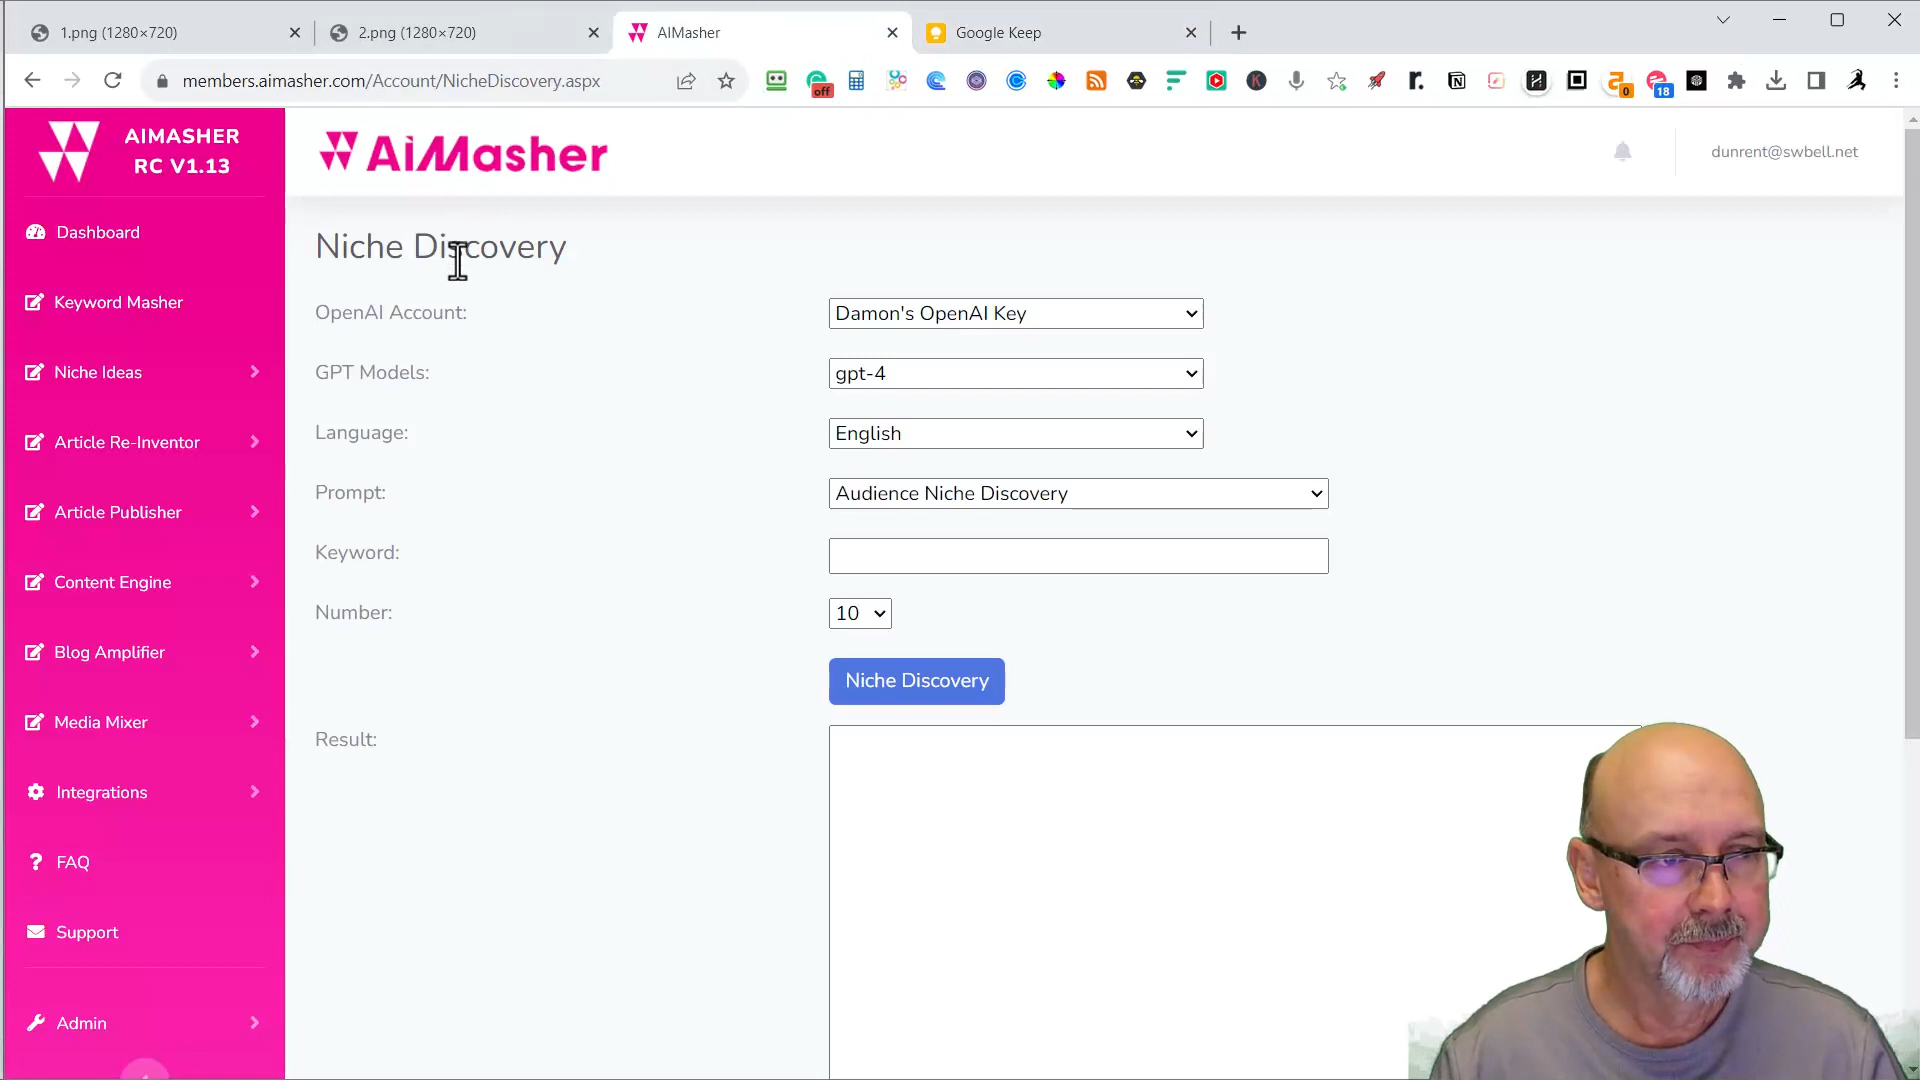 1.png (1280×720)
2.png (1280×720)
AIMasher
Google Keep
members.aimasher.com/Account/NicheDiscovery.aspx
off
0
18
AIMASHER
RC V1.13
AiMasher
dunrent@swbell.net
Dashboard
Keyword Masher
Niche Ideas
Article Re-Inventor
Article Publisher
Content Engine
Blog Amplifier
Media Mixer
Integrations
FAQ
Support
Admin
Niche Discovery
OpenAI Account:
Damon's OpenAI Key
GPT Models:
gpt-4
Language:
English
Prompt:
Audience Niche Discovery
Keyword:
Number:
10
Niche Discovery
Result: